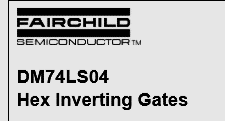 FAIRCHILD
SEMICONDUCTOR™
DM74LS04
Hex Inverting Gates